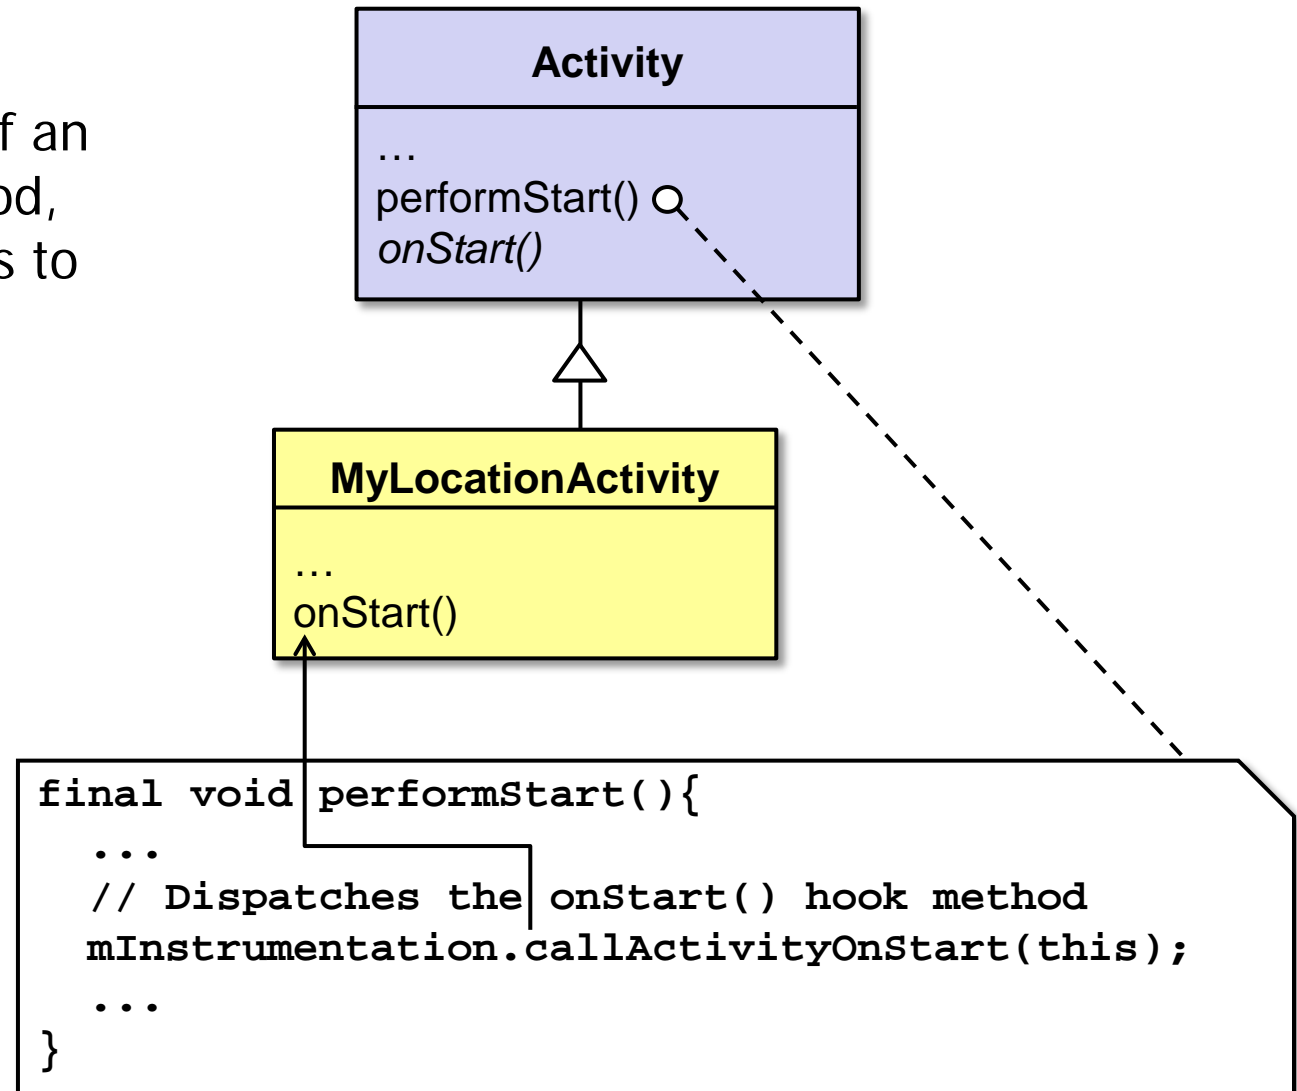 f an
od,
s to
Activity
…
performStart()
onStart()
MyLocationActivity
…
onStart()
final void performStart(){
...
// Dispatches the onStart() hook method
mInstrumentation.callActivityOnStart(this);
...
}